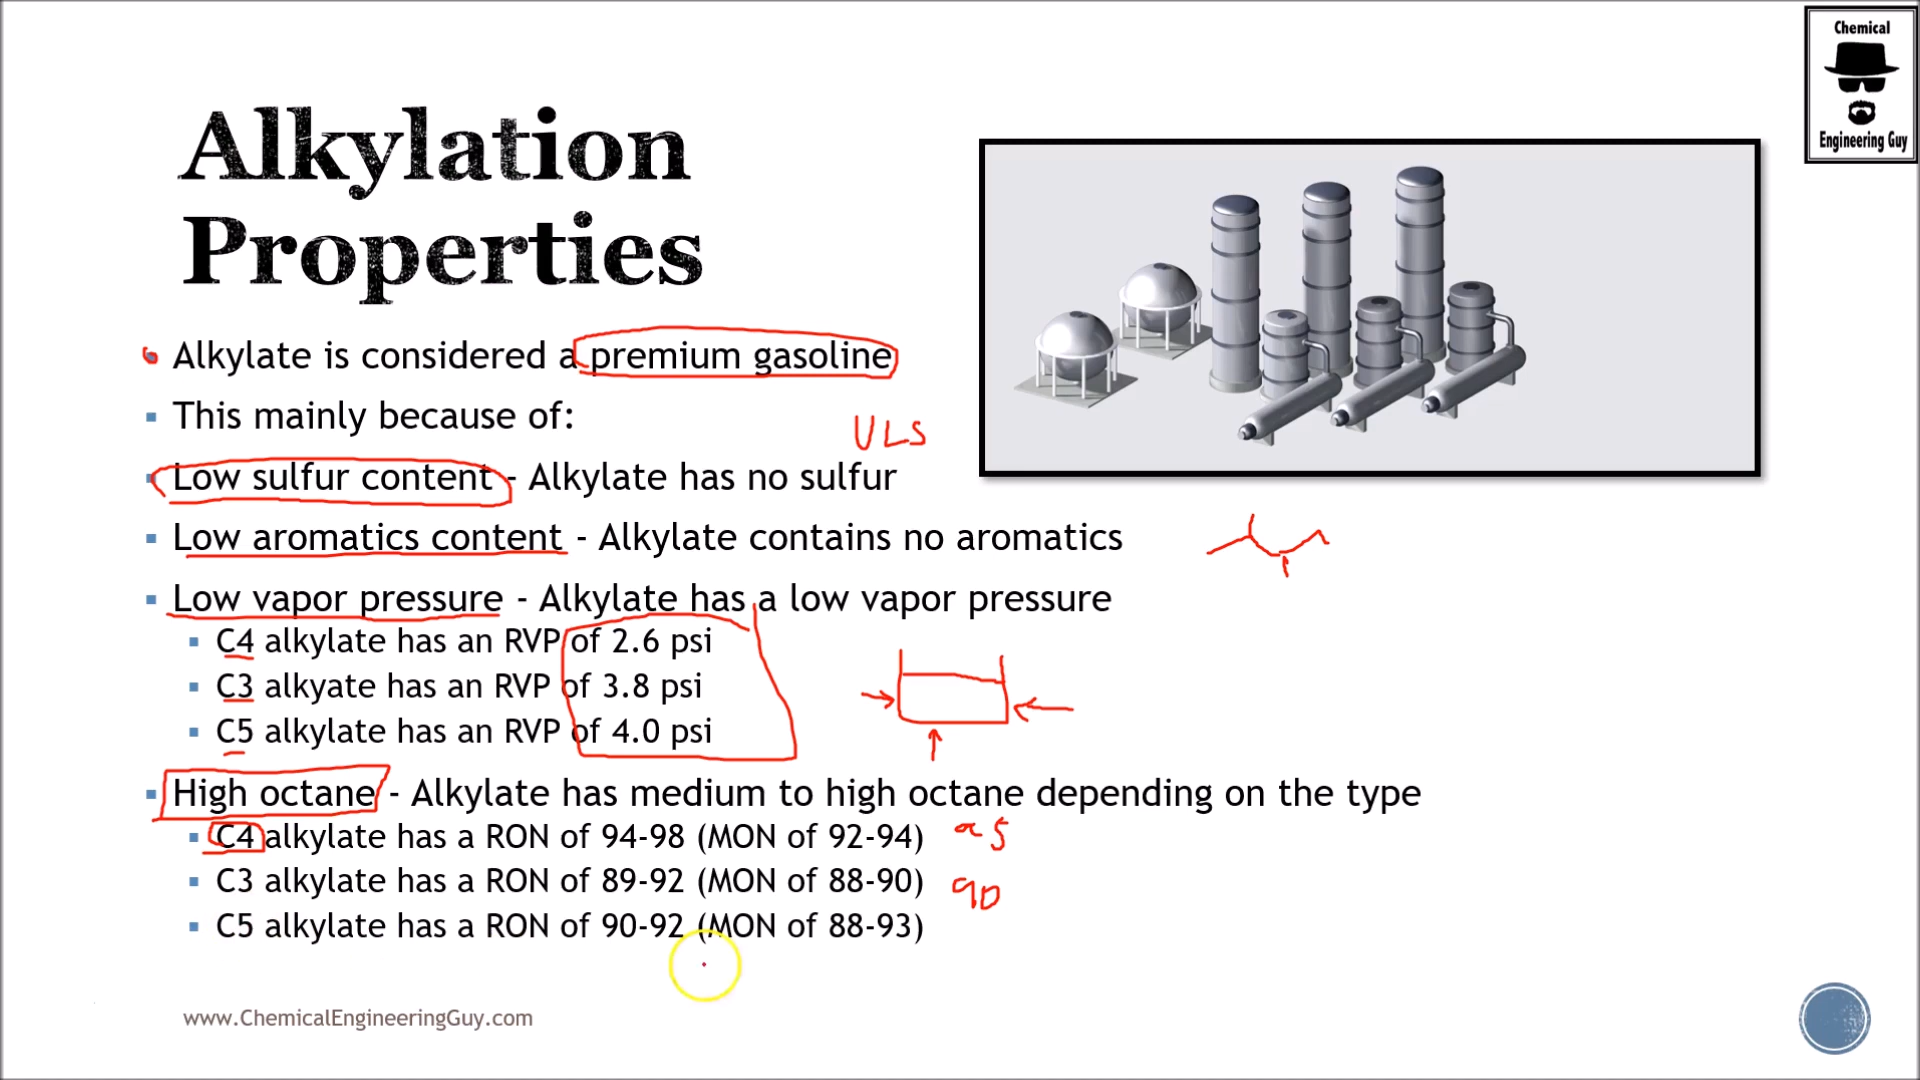 Chemical
Engineering Guy
Alkylation
Properties
Alkylate is considered a premium gasoline
This mainly because of:
ULS
Low sulfur content - Alkylate has no sulfur
Low aromatics content - Alkylate contains no aromatics
Low vapor pressure - Alkylate has a low vapor pressure
C4 alkylate has an RVP of 2.6 psi
C3 alkyate has an RVP of 3.8 psi
C5 alkylate has an RVP of 4.0 psi
High octane - Alkylate has medium to high octane depending on the type
C4 alkylate has a RON of 94-98 (MON of 92-94)
C3 alkylate has a RON of 89-92 (MON of 88-90) 90
C5 alkylate has a RON of 90-92 (MON of 88-93)
www.ChemicalEngineeringGuy.com